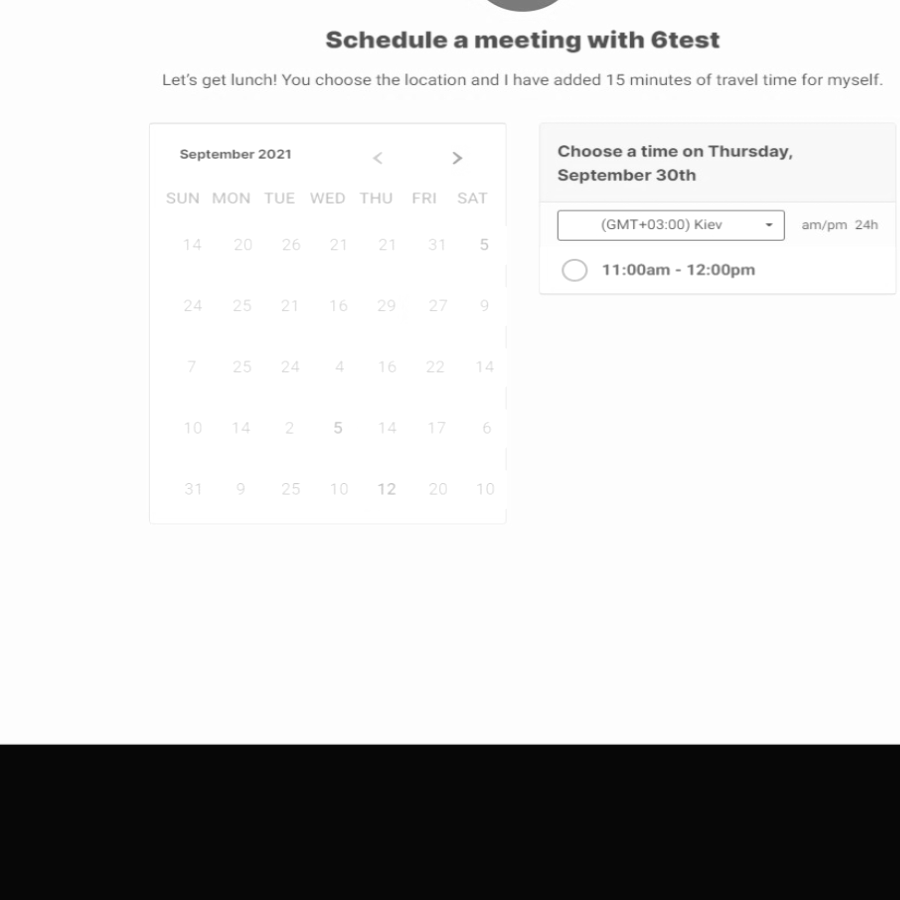 Schedule a meeting with 6test
Let's get lunch! You choose the location and I have added 15 minutes of travel time for myself.
September 2021 < >
SUN MON TUE WED THU FRI SAT
14 20 26 21 21 31 5
24 25 21 16 29 27 9
7 25 24 4 16 22 14
10 14 2 5 14 17 6
31 9 25 10 12 20 10
Choose a time on Thursday,
September 30th
(GMT+03:00) Kiev am/pm 24h
11:00am - 12:00pm